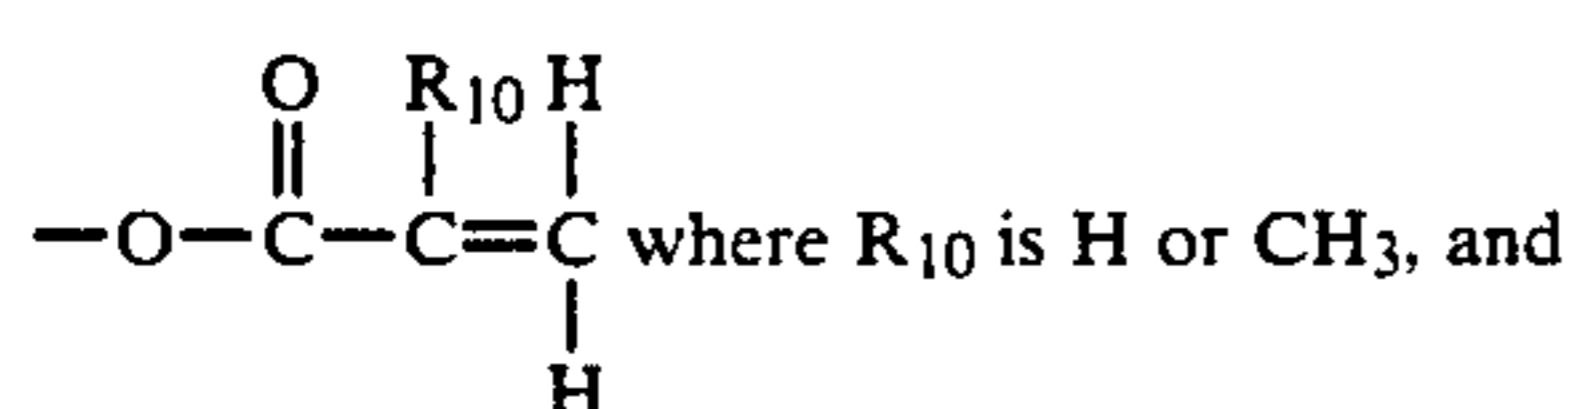 O R10 H
—O—C—C=C where R10 is H or CH3, and
H